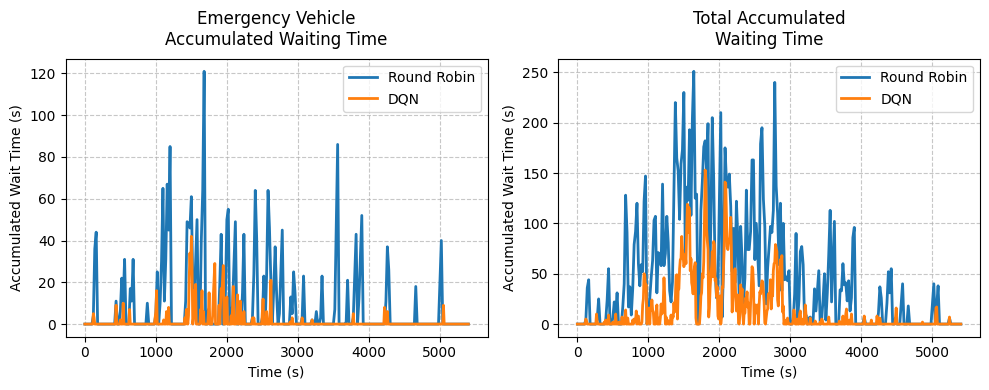 Emergency Vehicle
Accumulated Waiting Time
Accumulated Wait Time (s)
120
100
80
60
40
20
0
Round Robin
DQN
0 1000 2000 3000 4000 5000
Time (s)
Total Accumulated
Waiting Time
Accumulated Wait Time (s)
250
200
150
100
50
0
Round Robin
DQN
0 1000 2000 3000 4000 5000
Time (s)